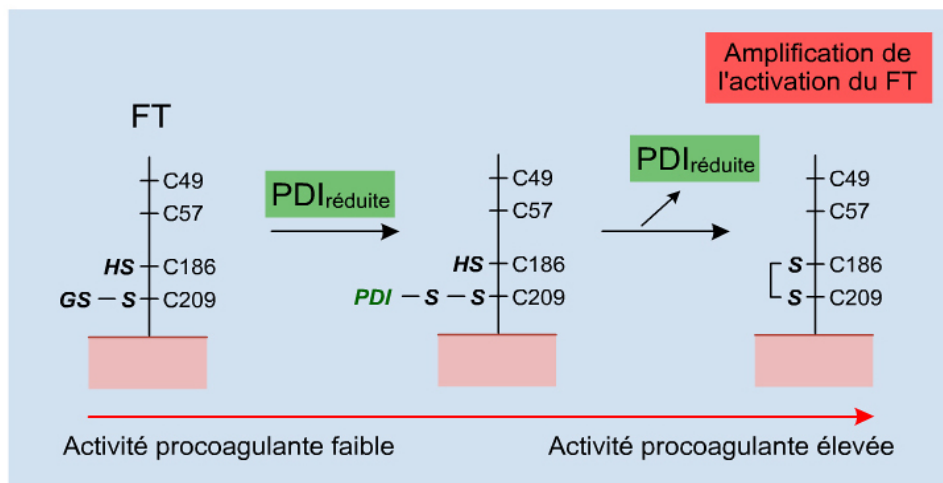 Amplification de
l'activation du FT
FT
PDIréduite
PDIréduite
C49
C57
HS C186
GS – S C209
C49
C57
HS C186
PDI – S – S C209
C49
C57
S C186
S C209
Activité procoagulante faible
Activité procoagulante élevée